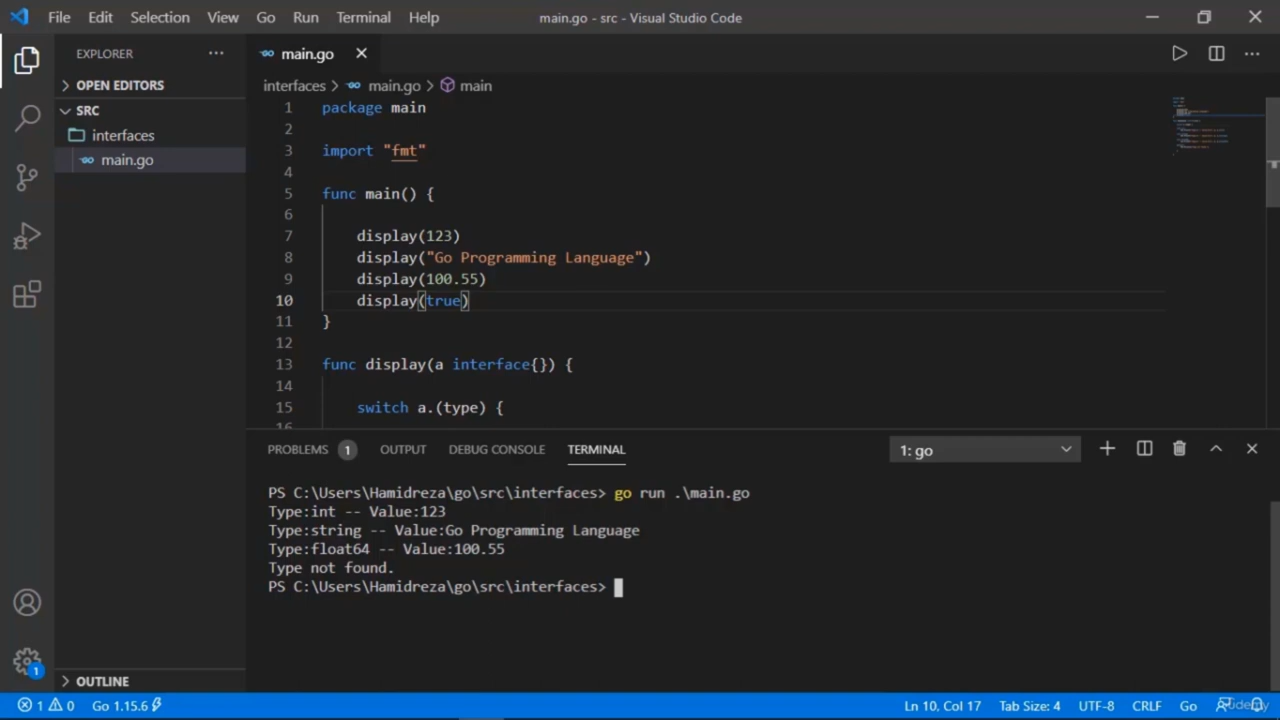 File Edit Selection View Go Run Terminal Help main.go - src - Visual Studio Code
EXPLORER
main.go
OPEN EDITORS
SRC
interfaces
main.go
interfaces > main.go > main
1 package main
2
3 import "fmt"
4
5 func main() {
6
7 display(123)
8 display("Go Programming Language")
9 display(100.55)
10 display(true)
11 }
12
13 func display(a interface{}) {
14
15 switch a.(type) {
16
PROBLEMS 1 OUTPUT DEBUG CONSOLE TERMINAL 1: go
PS C:\Users\Hamidreza\go\src\interfaces> go run .\main.go
Type:int -- Value:123
Type:string -- Value:Go Programming Language
Type:float64 -- Value:100.55
Type not found.
PS C:\Users\Hamidreza\go\src\interfaces>
1
OUTLINE
1 0 Go 1.15.6 Ln 10, Col 17 Tab Size: 4 UTF-8 CRLF Go
Udemy